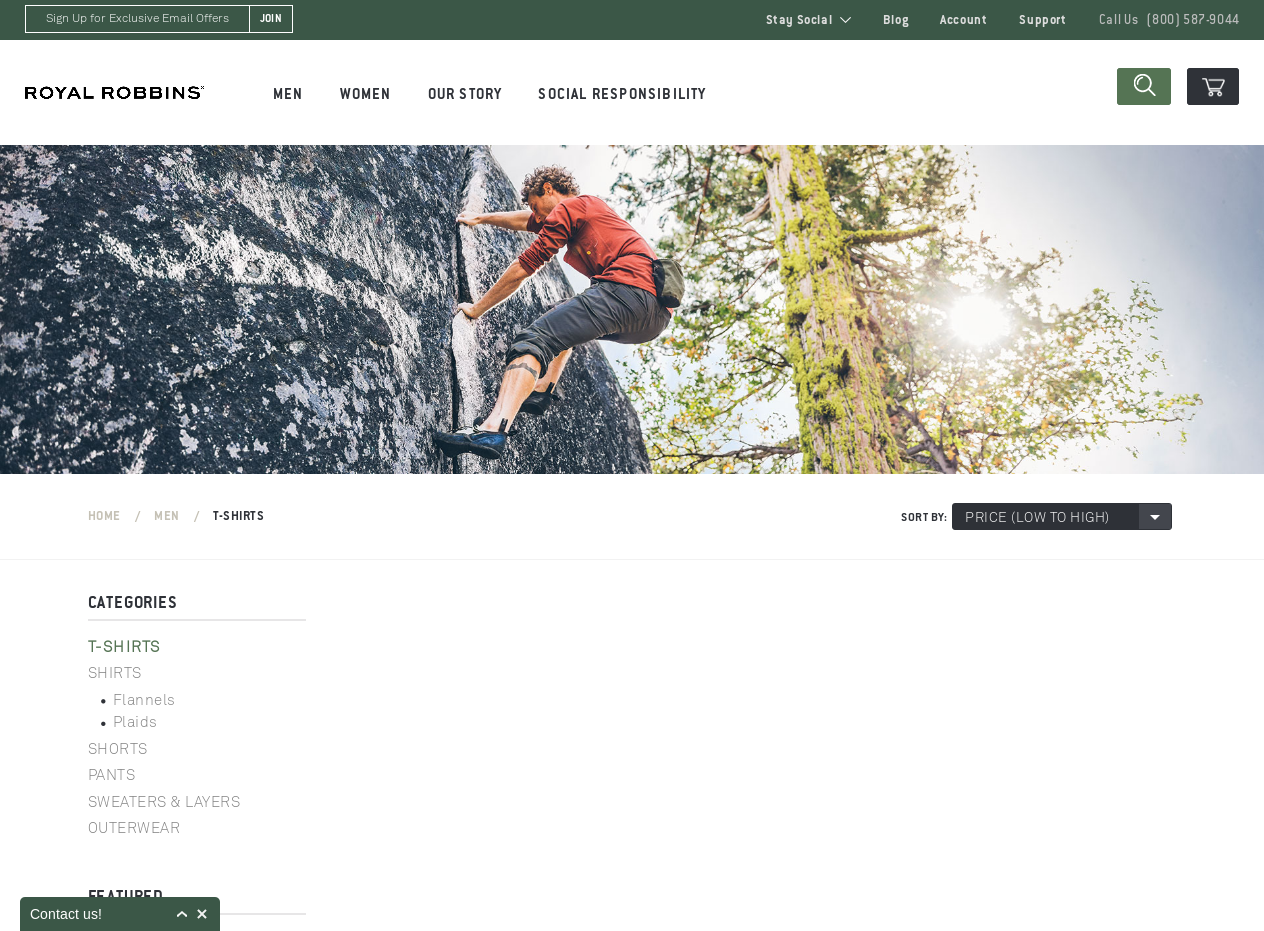 Sign Up for Exclusive Email Offers JOIN Stay Social Blog Account Support Call Us (800) 587-9044
ROYAL ROBBINS MEN WOMEN OUR STORY SOCIAL RESPONSIBILITY
HOME / MEN / T-SHIRTS SORT BY: PRICE (LOW TO HIGH)
CATEGORIES
T-SHIRTS
SHIRTS
• Flannels
• Plaids
SHORTS
PANTS
SWEATERS & LAYERS
OUTERWEAR
FEATURED
Contact us!